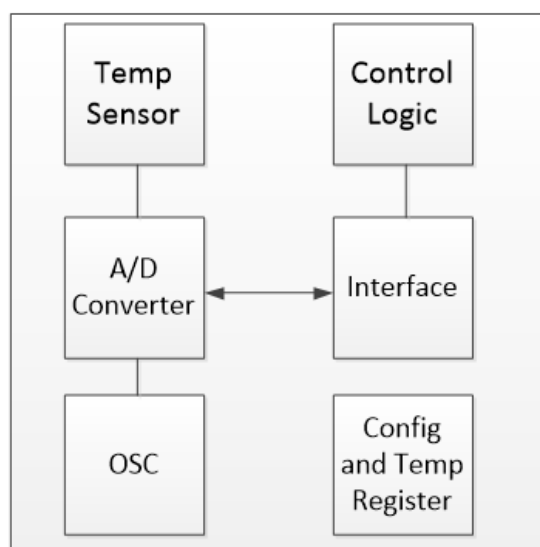 Temp
Sensor
Control
Logic
A/D
Converter
Interface
OSC
Config
and Temp
Register